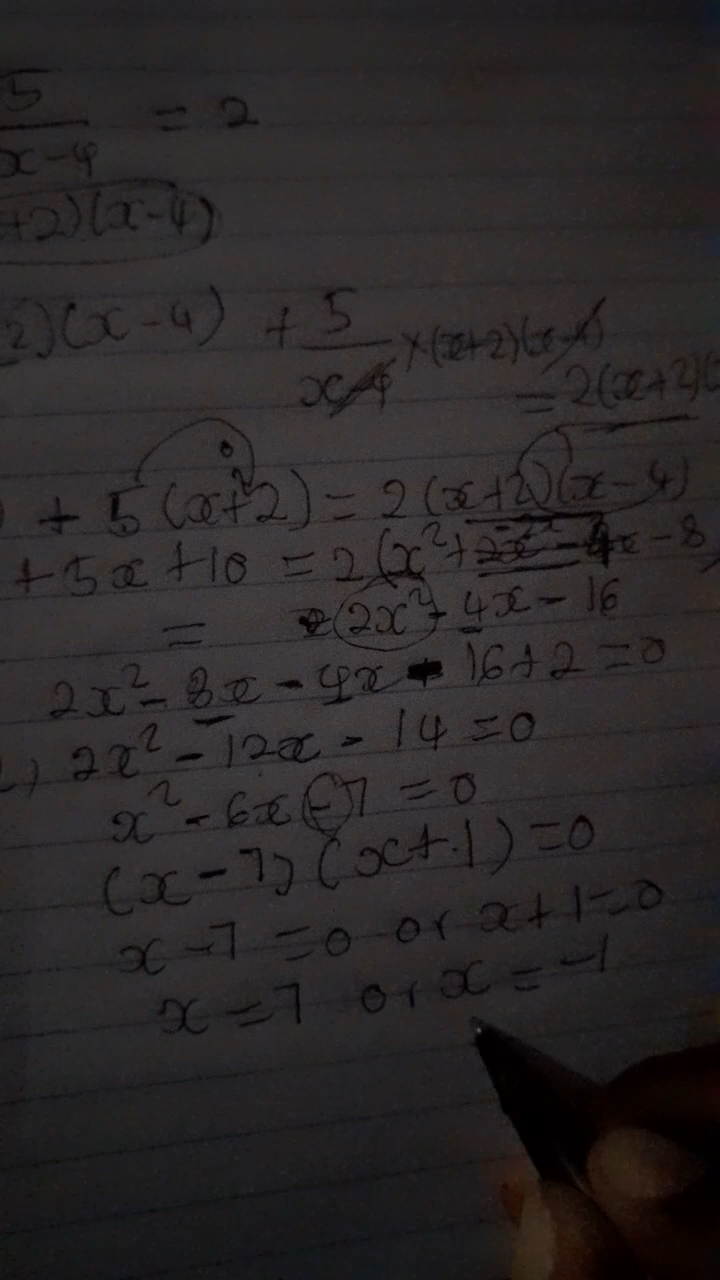 5/(x-4) = 2
+2)(x-4)
2)(x-4) + 5/(x-4) ×(x+2)(x-4)
= 2(x+2)(
) + 5(x+2) = 2(x+2)(x-4)
+5x+10 = 2(x²+ - 8)
= 2x² - 4x - 16
2x² - 8x - 4x - 16+2 = 0
2x² - 12x - 14 = 0
x² - 6x - 7 = 0
(x-7)(x+1) = 0
x-7 = 0 or x+1 = 0
x = 7 or x = -1